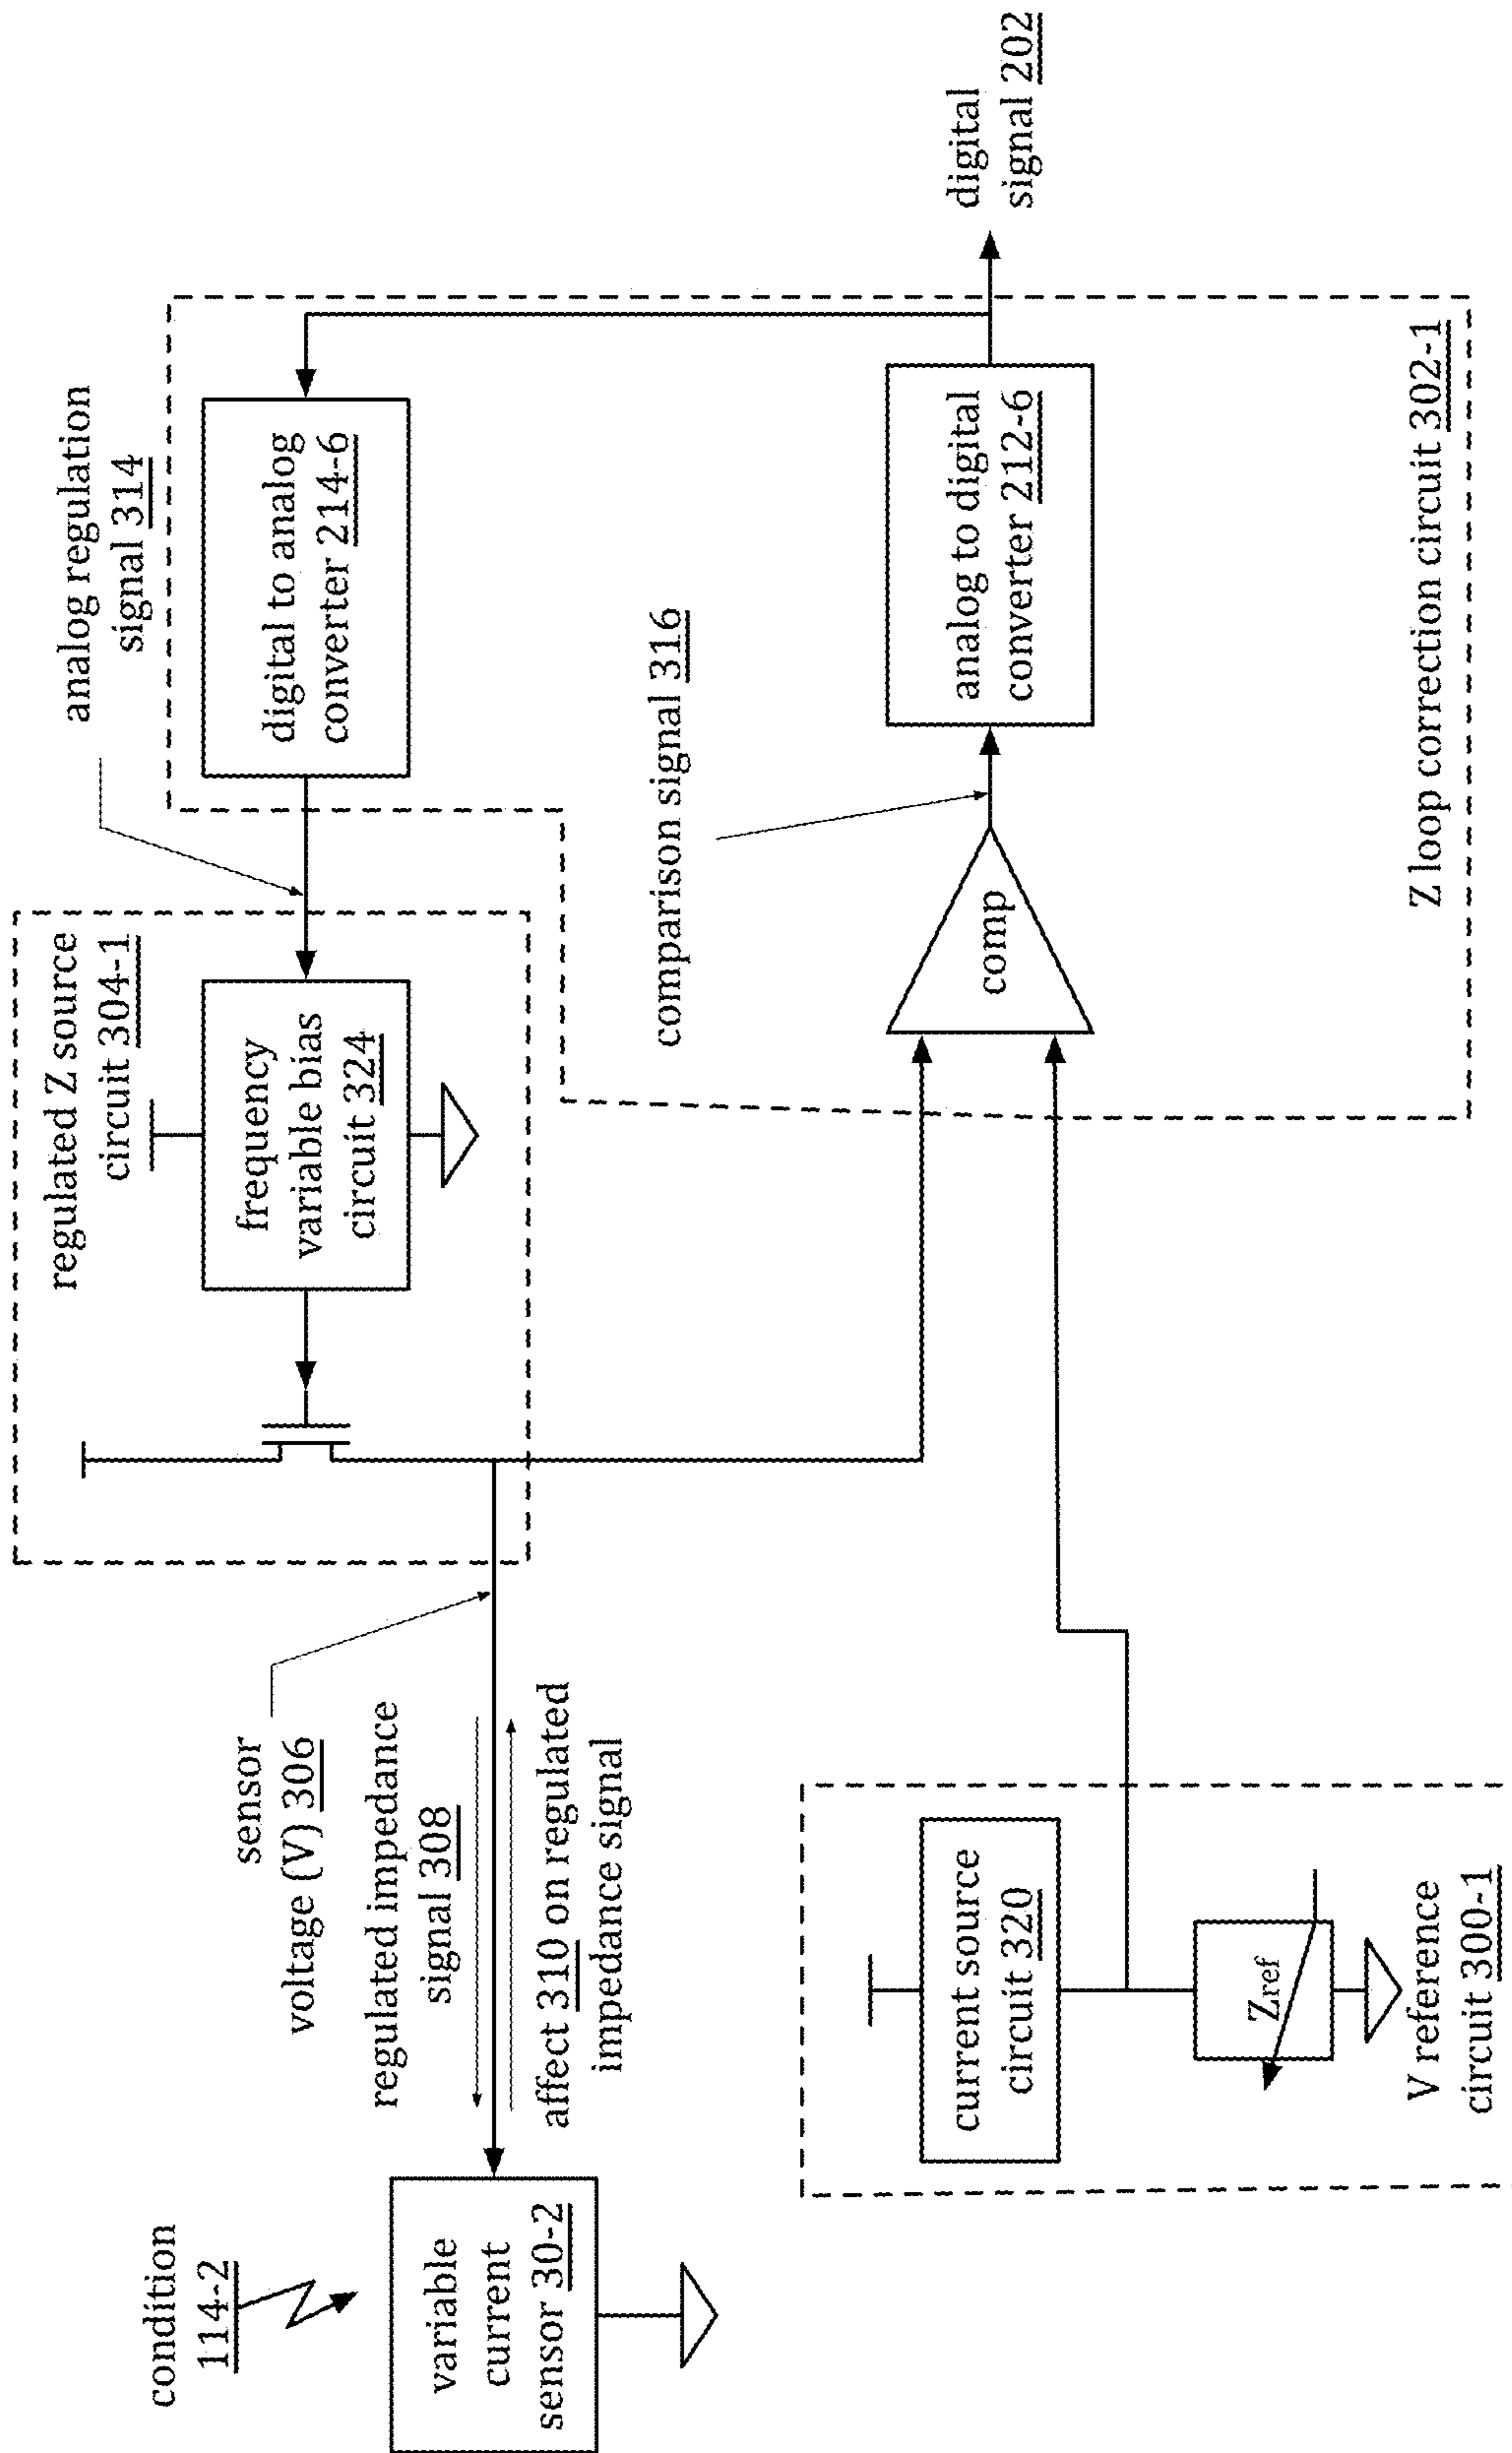 condition
114-2
variable
current
sensor 30-2
sensor
voltage (V) 306
regulated impedance
signal 308
affect 310 on regulated
impedance signal
regulated Z source
circuit 304-1
frequency
variable bias
circuit 324
analog regulation
signal 314
digital to analog
converter 214-6
current source
circuit 320
Zref
V reference
circuit 300-1
comparison signal 316
comp
analog to digital
converter 212-6
digital
signal 202
Z loop correction circuit 302-1